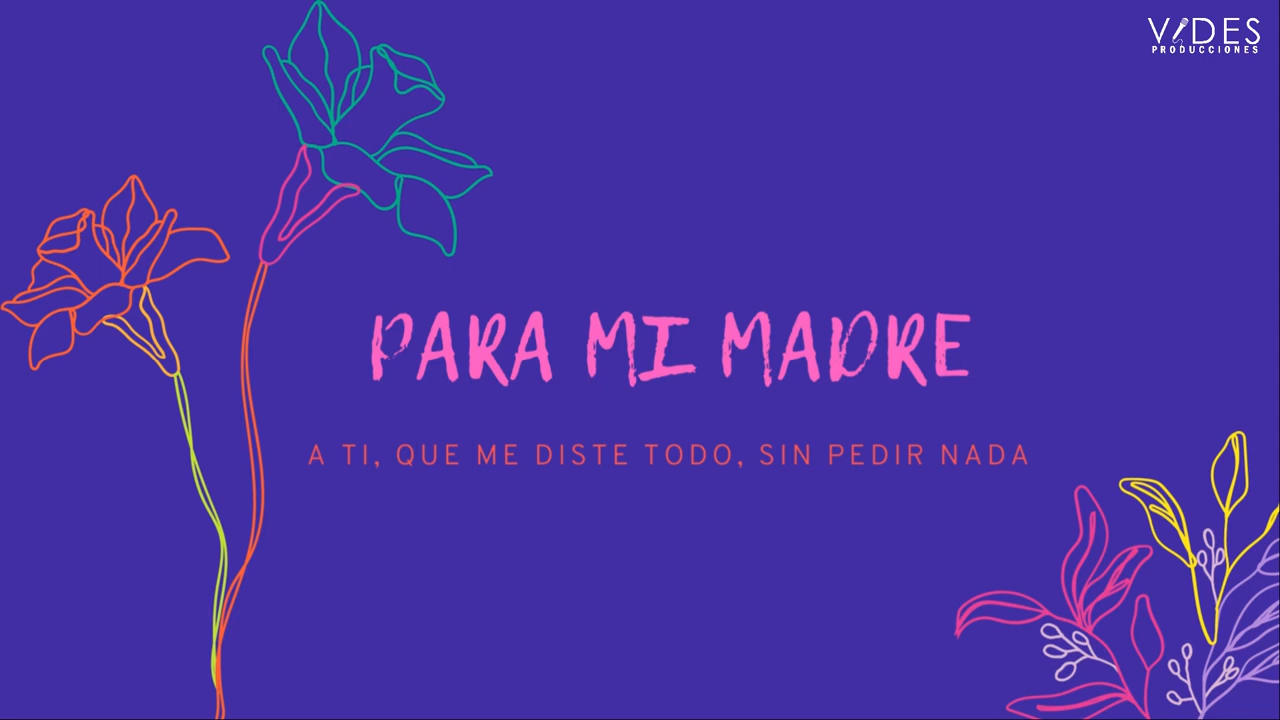 VIDES
PRODUCCIONES
PARA MI MADRE
A TI, QUE ME DISTE TODO, SIN PEDIR NADA